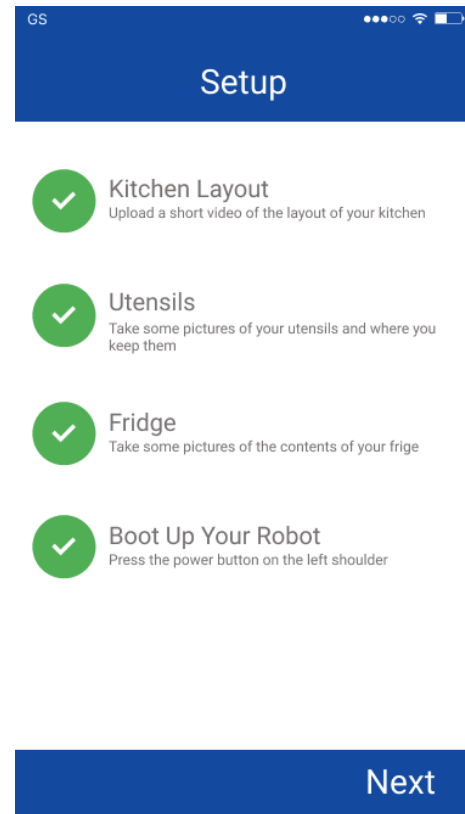 GS
Setup
Kitchen Layout
Upload a short video of the layout of your kitchen
Utensils
Take some pictures of your utensils and where you
keep them
Fridge
Take some pictures of the contents of your frige
Boot Up Your Robot
Press the power button on the left shoulder
Next